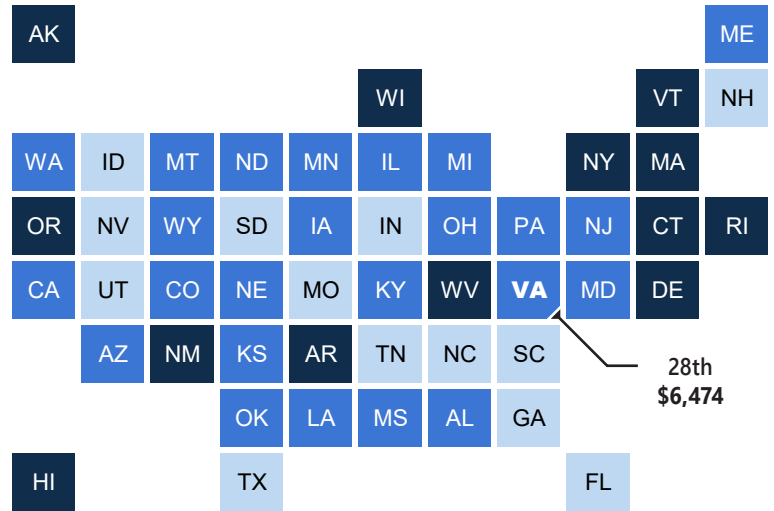 AK ME
WI VT NH
WA ID MT ND MN IL MI NY MA
OR NV WY SD IA IN OH PA NJ CT RI
CA UT CO NE MO KY WV VA MD DE
AZ NM KS AR TN NC SC
28th
$6,474
OK LA MS AL GA
HI TX FL